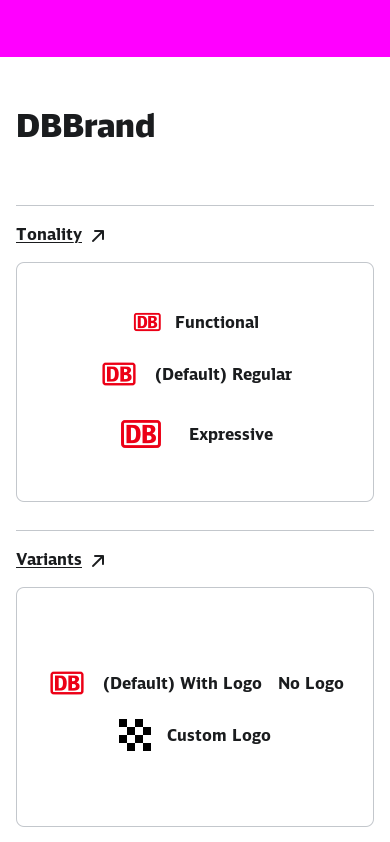 DBBrand
Tonality
DB Functional
DB (Default) Regular
DB Expressive
Variants
DB (Default) With Logo No Logo
Custom Logo